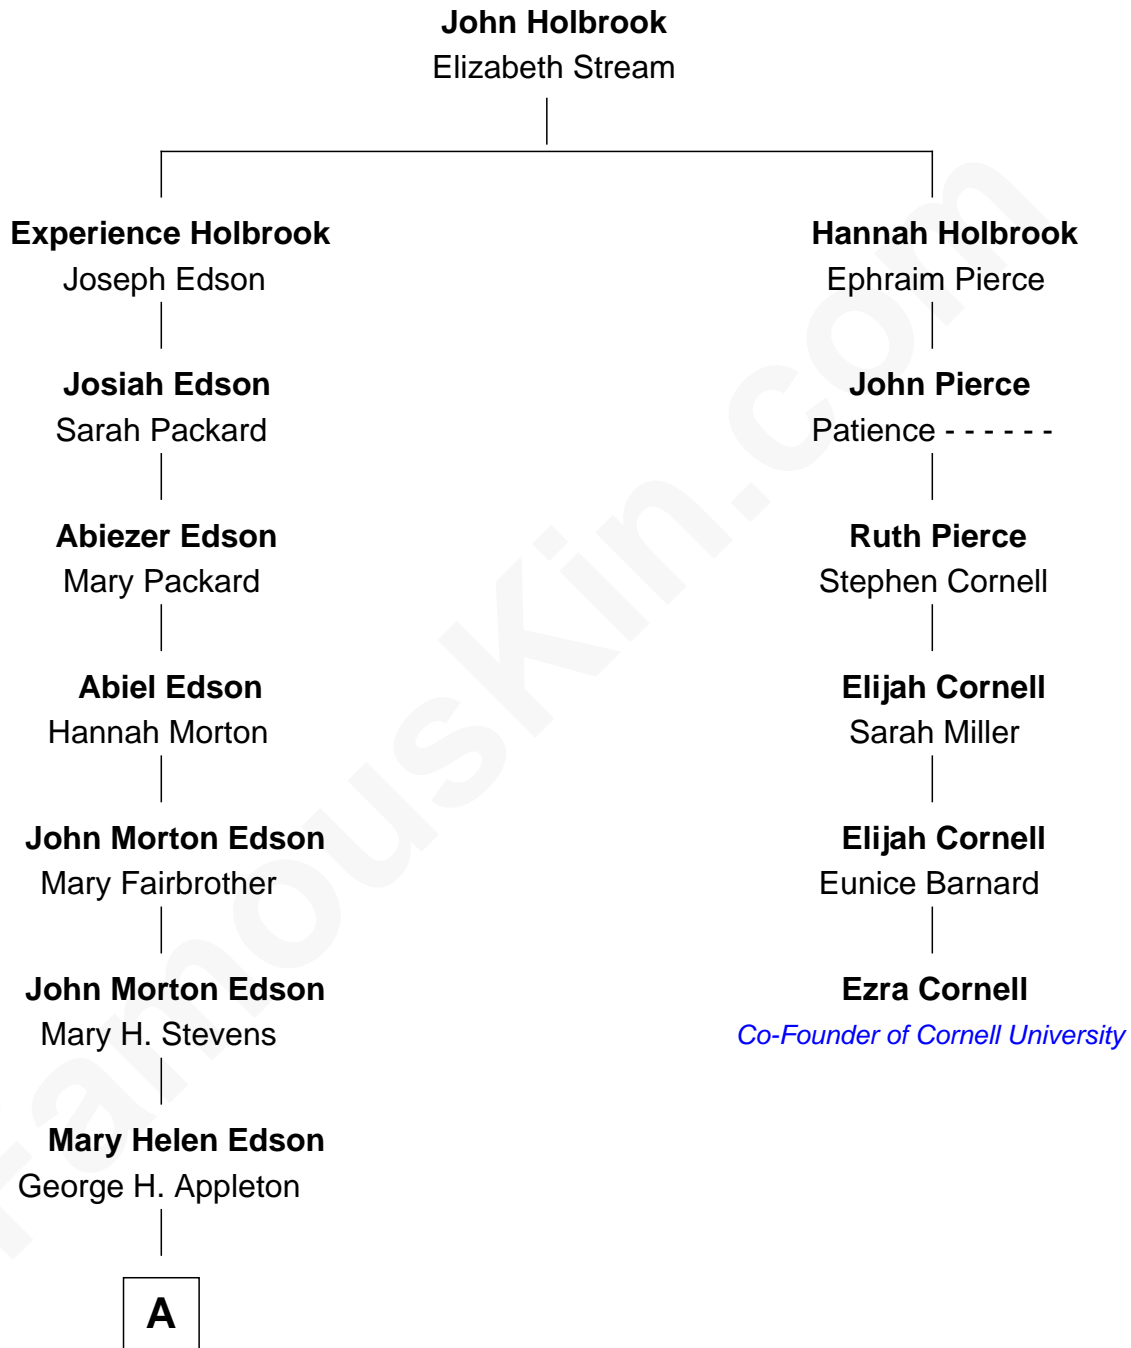 John Holbrook
Elizabeth Stream
Experience Holbrook
Joseph Edson
Josiah Edson
Sarah Packard
Abiezer Edson
Mary Packard
Abiel Edson
Hannah Morton
John Morton Edson
Mary Fairbrother
John Morton Edson
Mary H. Stevens
Mary Helen Edson
George H. Appleton
A
Hannah Holbrook
Ephraim Pierce
John Pierce
Patience - - - - - -
Ruth Pierce
Stephen Cornell
Elijah Cornell
Sarah Miller
Elijah Cornell
Eunice Barnard
Ezra Cornell
Co-Founder of Cornell University
FamousKin.com